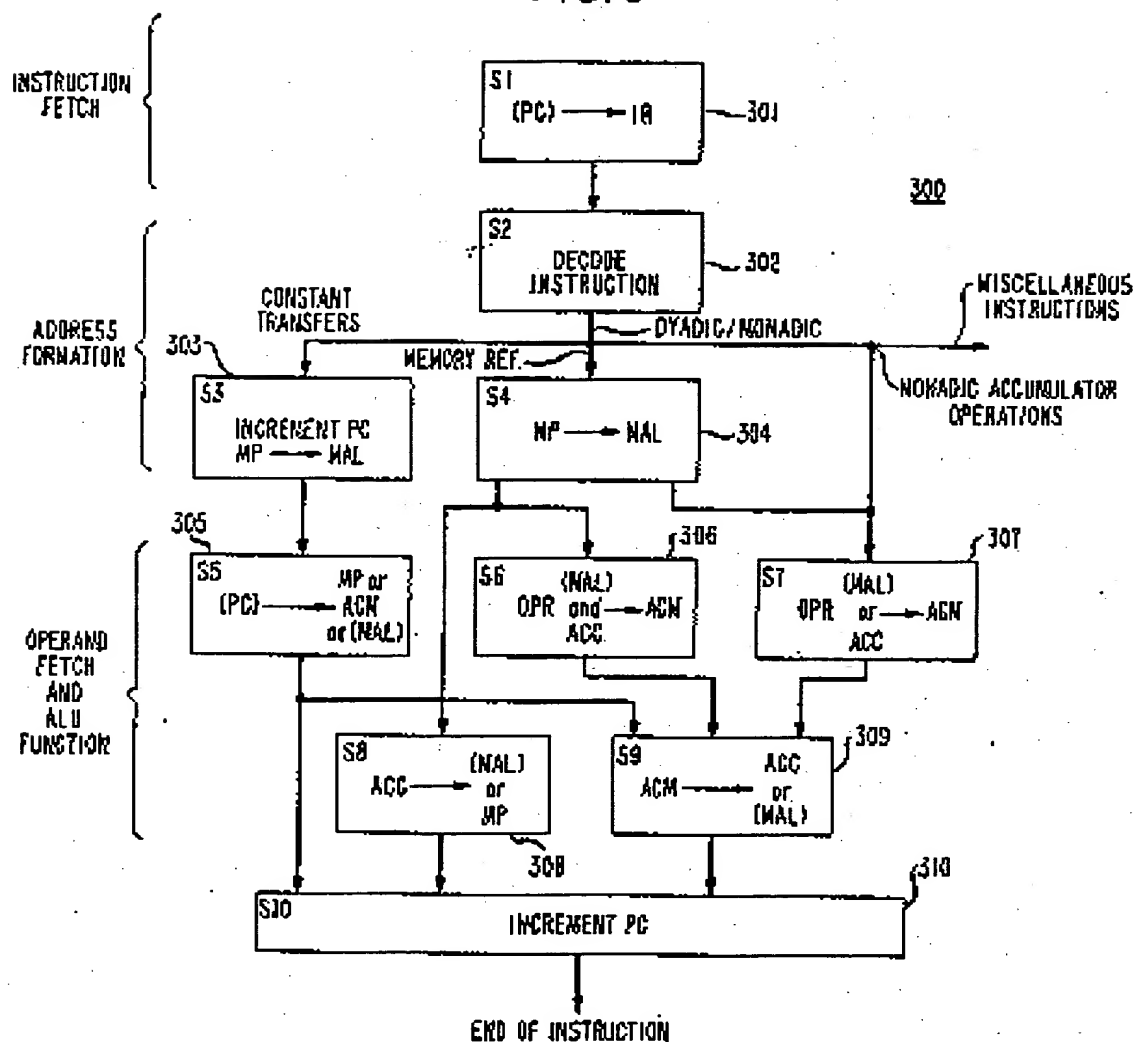 INSTRUCTION
FETCH
S1
(PC) → IR
301
300
S2
DECODE
INSTRUCTION
302
CONSTANT
TRANSFERS
MISCELLANEOUS
INSTRUCTIONS
ADDRESS
FORMATION
DYADIC/MONADIC
MEMORY REF.
303
MONADIC ACCUMULATOR
OPERATIONS
S3
INCREMENT PC
MP → MAL
S4
MP → MAL
304
305
306
307
OPERAND
FETCH
AND
ALU
FUNCTION
S5
(PC) → MP or
ACM
or (MAL)
S6
(MAL)
OPR and → ACM
ACC
S7
(MAL)
OPR or → ACM
ACC
S8
ACC → (MAL)
or
MP
308
S9
ACM → ACC
or
(MAL)
309
S10
INCREMENT PC
310
END OF INSTRUCTION